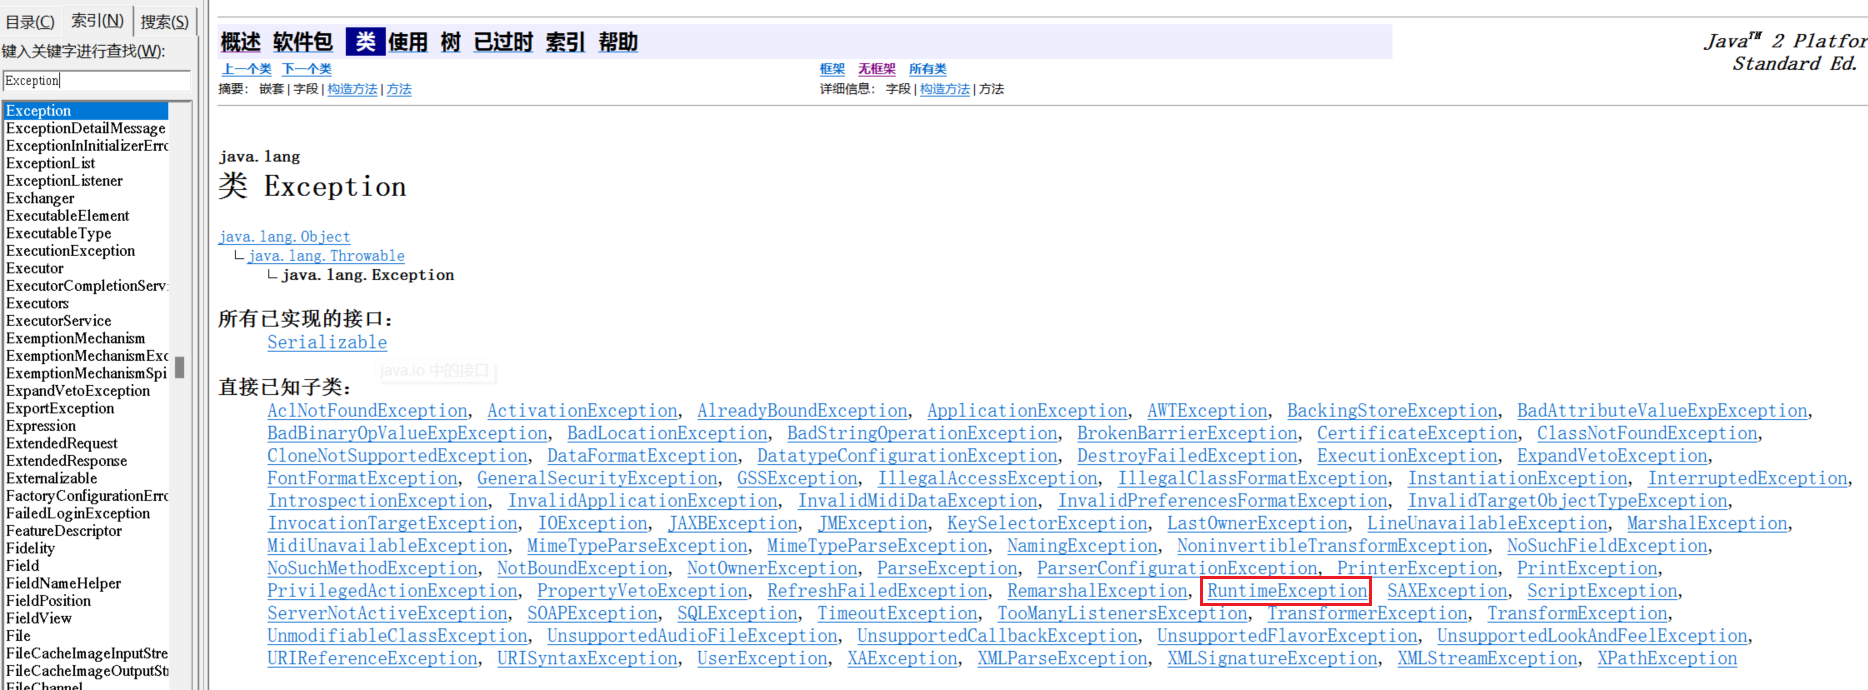 目录(C) 索引(N) 搜索(S)
键入关键字进行查找(W):
Exception
Exception
ExceptionDetailMessage
ExceptionInInitializerErro
ExceptionList
ExceptionListener
Exchanger
ExecutableElement
ExecutableType
ExecutionException
Executor
ExecutorCompletionServi
Executors
ExecutorService
ExemptionMechanism
ExemptionMechanismExc
ExemptionMechanismSpi
ExpandVetoException
ExportException
Expression
ExtendedRequest
ExtendedResponse
Externalizable
FactoryConfigurationErro
FailedLoginException
FeatureDescriptor
Fidelity
Field
FieldNameHelper
FieldPosition
FieldView
File
FileCacheImageInputStre
FileCacheImageOutputStr
FileChannel
概述 软件包 类 使用 树 已过时 索引 帮助
Java™ 2 Platfor
Standard Ed.
上一个类 下一个类
框架 无框架 所有类
摘要： 嵌套 | 字段 | 构造方法 | 方法
详细信息： 字段 | 构造方法 | 方法
java.lang
类 Exception
java.lang.Object
java.lang.Throwable
java.lang.Exception
所有已实现的接口：
Serializable
java.io 中的接口
直接已知子类：
AclNotFoundException, ActivationException, AlreadyBoundException, ApplicationException, AWTException, BackingStoreException, BadAttributeValueExpException,
BadBinaryOpValueExpException, BadLocationException, BadStringOperationException, BrokenBarrierException, CertificateException, ClassNotFoundException,
CloneNotSupportedException, DataFormatException, DatatypeConfigurationException, DestroyFailedException, ExecutionException, ExpandVetoException,
FontFormatException, GeneralSecurityException, GSSException, IllegalAccessException, IllegalClassFormatException, InstantiationException, InterruptedException,
IntrospectionException, InvalidApplicationException, InvalidMidiDataException, InvalidPreferencesFormatException, InvalidTargetObjectTypeException,
InvocationTargetException, IOException, JAXBException, JMException, KeySelectorException, LastOwnerException, LineUnavailableException, MarshalException,
MidiUnavailableException, MimeTypeParseException, MimeTypeParseException, NamingException, NoninvertibleTransformException, NoSuchFieldException,
NoSuchMethodException, NotBoundException, NotOwnerException, ParseException, ParserConfigurationException, PrinterException, PrintException,
PrivilegedActionException, PropertyVetoException, RefreshFailedException, RemarshalException, RuntimeException, SAXException, ScriptException,
ServerNotActiveException, SOAPException, SQLException, TimeoutException, TooManyListenersException, TransformerException, TransformException,
UnmodifiableClassException, UnsupportedAudioFileException, UnsupportedCallbackException, UnsupportedFlavorException, UnsupportedLookAndFeelException,
URIReferenceException, URISyntaxException, UserException, XAException, XMLParseException, XMLSignatureException, XMLStreamException, XPathException